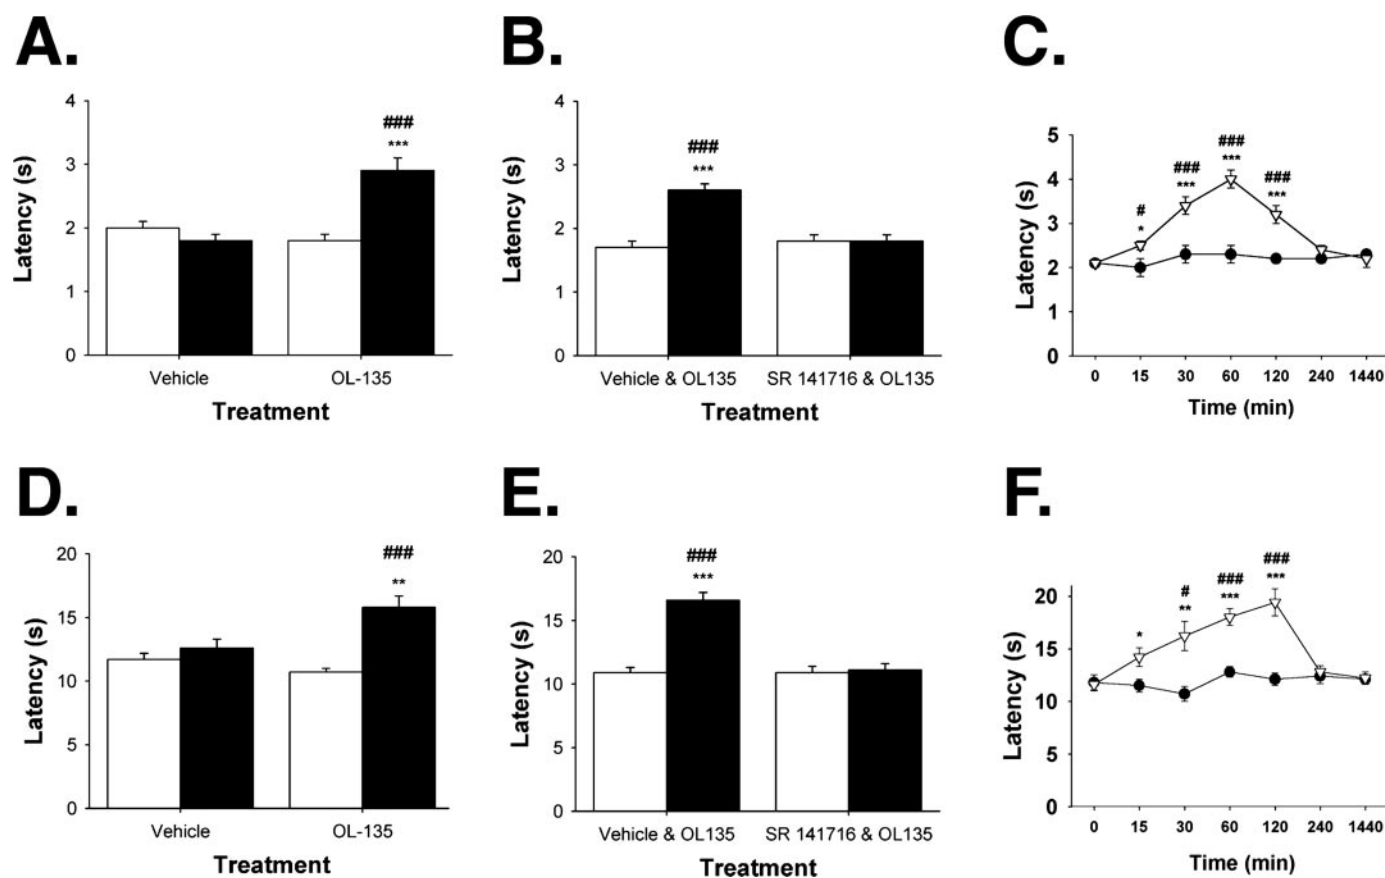 A.
Latency (s)
4
3
2
1
0
###
***
Vehicle
OL-135
Treatment
B.
Latency (s)
4
3
2
1
0
###
***
Vehicle & OL135
SR 141716 & OL135
Treatment
C.
Latency (s)
5
4
3
2
1
0
#
*
###
***
###
***
###
***
0 15 30 60 120 240 1440
Time (min)
D.
Latency (s)
20
15
10
5
0
###
**
Vehicle
OL-135
Treatment
E.
Latency (s)
20
15
10
5
0
###
***
Vehicle & OL135
SR 141716 & OL135
Treatment
F.
Latency (s)
20
15
10
5
0
*
#
**
###
***
###
***
0 15 30 60 120 240 1440
Time (min)